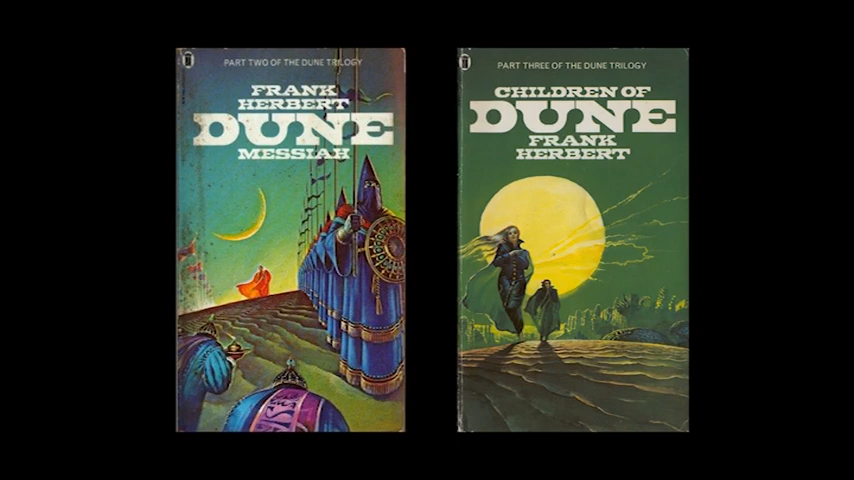 PART TWO OF THE DUNE TRILOGY
FRANK
HERBERT
DUNE
MESSIAH
PART THREE OF THE DUNE TRILOGY
CHILDREN OF
DUNE
FRANK
HERBERT